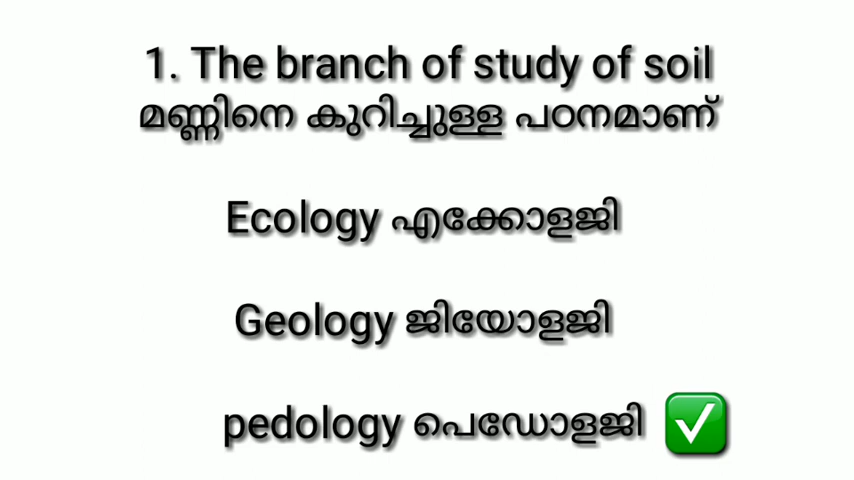 1. The branch of study of soil
മണ്ണിനെ കുറിച്ചുള്ള പഠനമാണ്
Ecology എക്കോളജി
Geology ജിയോളജി
pedology പെഡോളജി